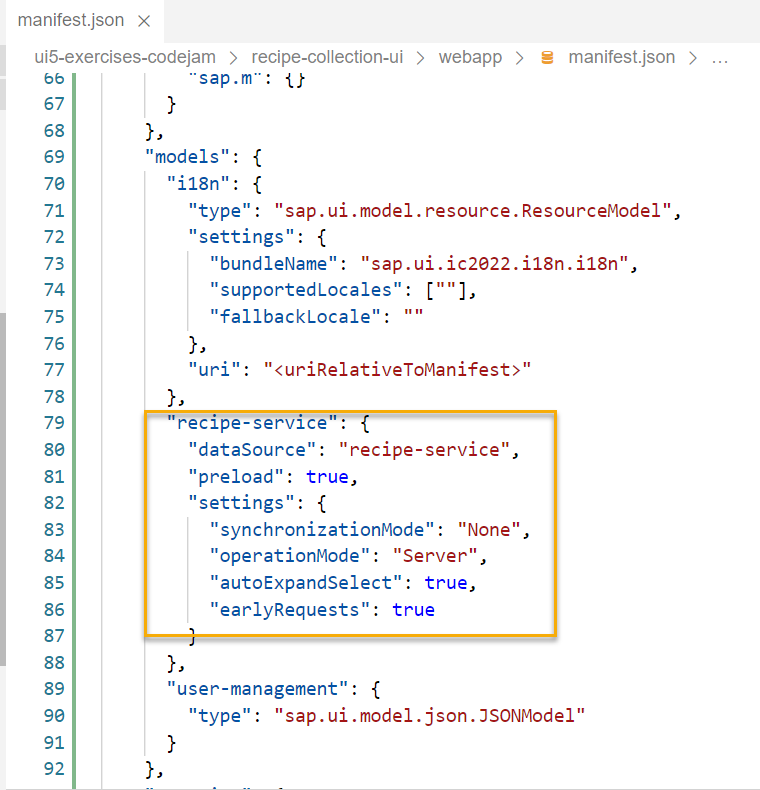 manifest.json ×
ui5-exercises-codejam > recipe-collection-ui > webapp > manifest.json > ...
66 "sap.m": {}
67 }
68 },
69 "models": {
70 "i18n": {
71 "type": "sap.ui.model.resource.ResourceModel",
72 "settings": {
73 "bundleName": "sap.ui.ic2022.i18n.i18n",
74 "supportedLocales": [""],
75 "fallbackLocale": ""
76 },
77 "uri": "<uriRelativeToManifest>"
78 },
79 "recipe-service": {
80 "dataSource": "recipe-service",
81 "preload": true,
82 "settings": {
83 "synchronizationMode": "None",
84 "operationMode": "Server",
85 "autoExpandSelect": true,
86 "earlyRequests": true
87 }
88 },
89 "user-management": {
90 "type": "sap.ui.model.json.JSONModel"
91 }
92 },